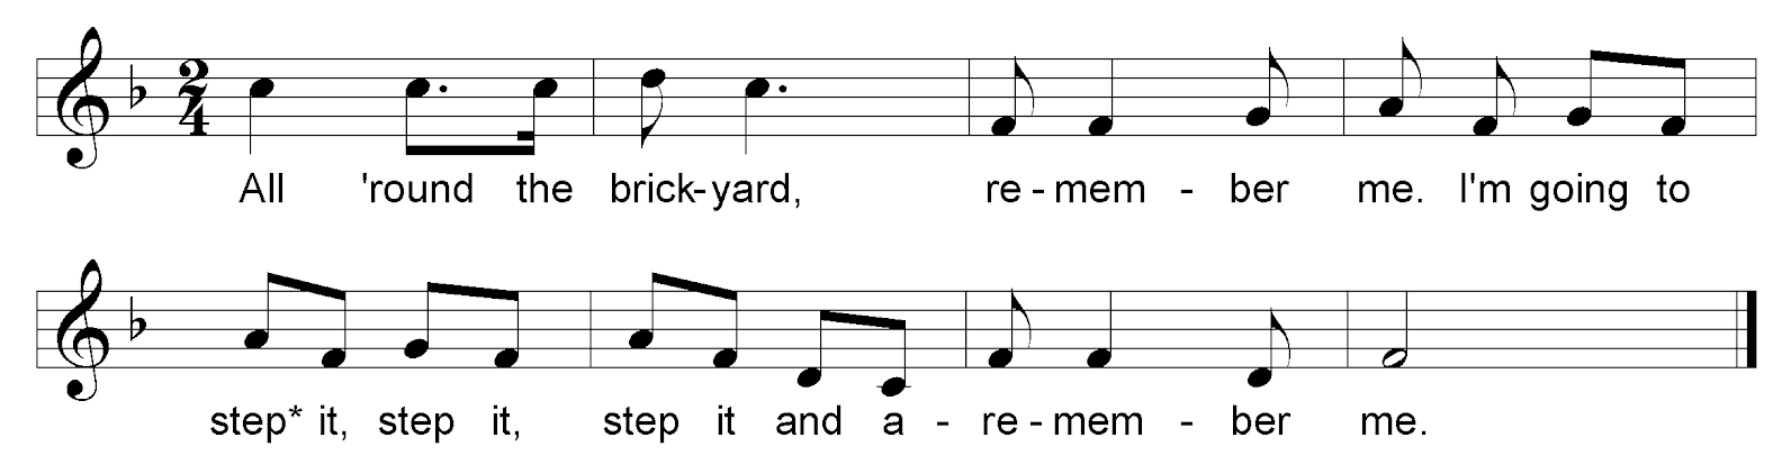 2
4
All 'round the brick-yard, re - mem - ber me. I'm going to
step* it, step it, step it and a - re - mem - ber me.